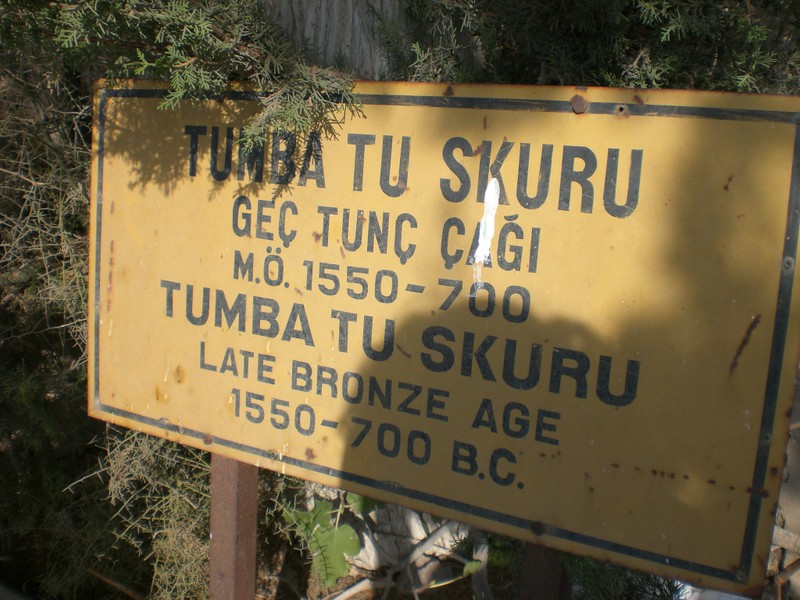 TUMBA TU SKURU
GEÇ TUNÇ ÇAĞI
M.Ö. 1550-700
TUMBA TU SKURU
LATE BRONZE AGE
1550-700 B.C.